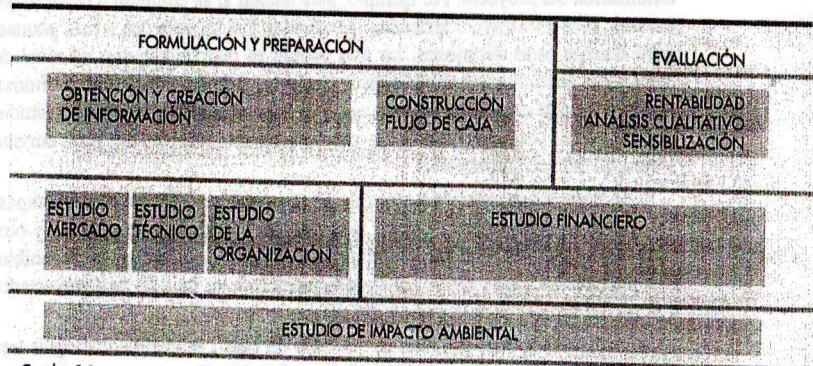 FORMULACIÓN Y PREPARACIÓN
EVALUACIÓN
OBTENCIÓN Y CREACIÓN
DE INFORMACIÓN
CONSTRUCCIÓN
FLUJO DE CAJA
RENTABILIDAD
ANÁLISIS CUALITATIVO
SENSIBILIZACIÓN
ESTUDIO
MERCADO
ESTUDIO
TÉCNICO
ESTUDIO
DE LA
ORGANIZACIÓN
ESTUDIO FINANCIERO
ESTUDIO DE IMPACTO AMBIENTAL